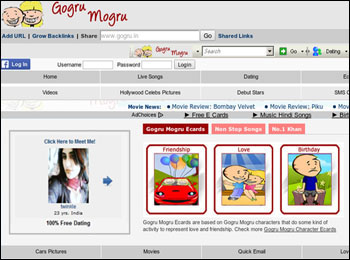 Gogru
Mogru
Add URL | Grow Backlinks | Share www.gogru.in Go Shared Links
Gogru Mogru Search Go Dating
Log In Username Password Login
Home Live Songs Dating
Videos Hollywood Celebs Pictures Debut Stars SMS
Movie News: Movie Review: Bombay Velvet Movie Review: Piku
AdChoices Free E Cards Music Hindi Songs
Click Here to Meet Me!
23 yrs. India
100% Free Dating
Gogru Mogru Ecards Non Stop Songs No.1 Khan
Friendship Love Birthday
Gogru Mogru Ecards are based on Gogru Mogru characters that do some kind of
activity to represent love and friendship. Check more Gogru Mogru Character Ecards.
Cars Pictures Movies Quick Email